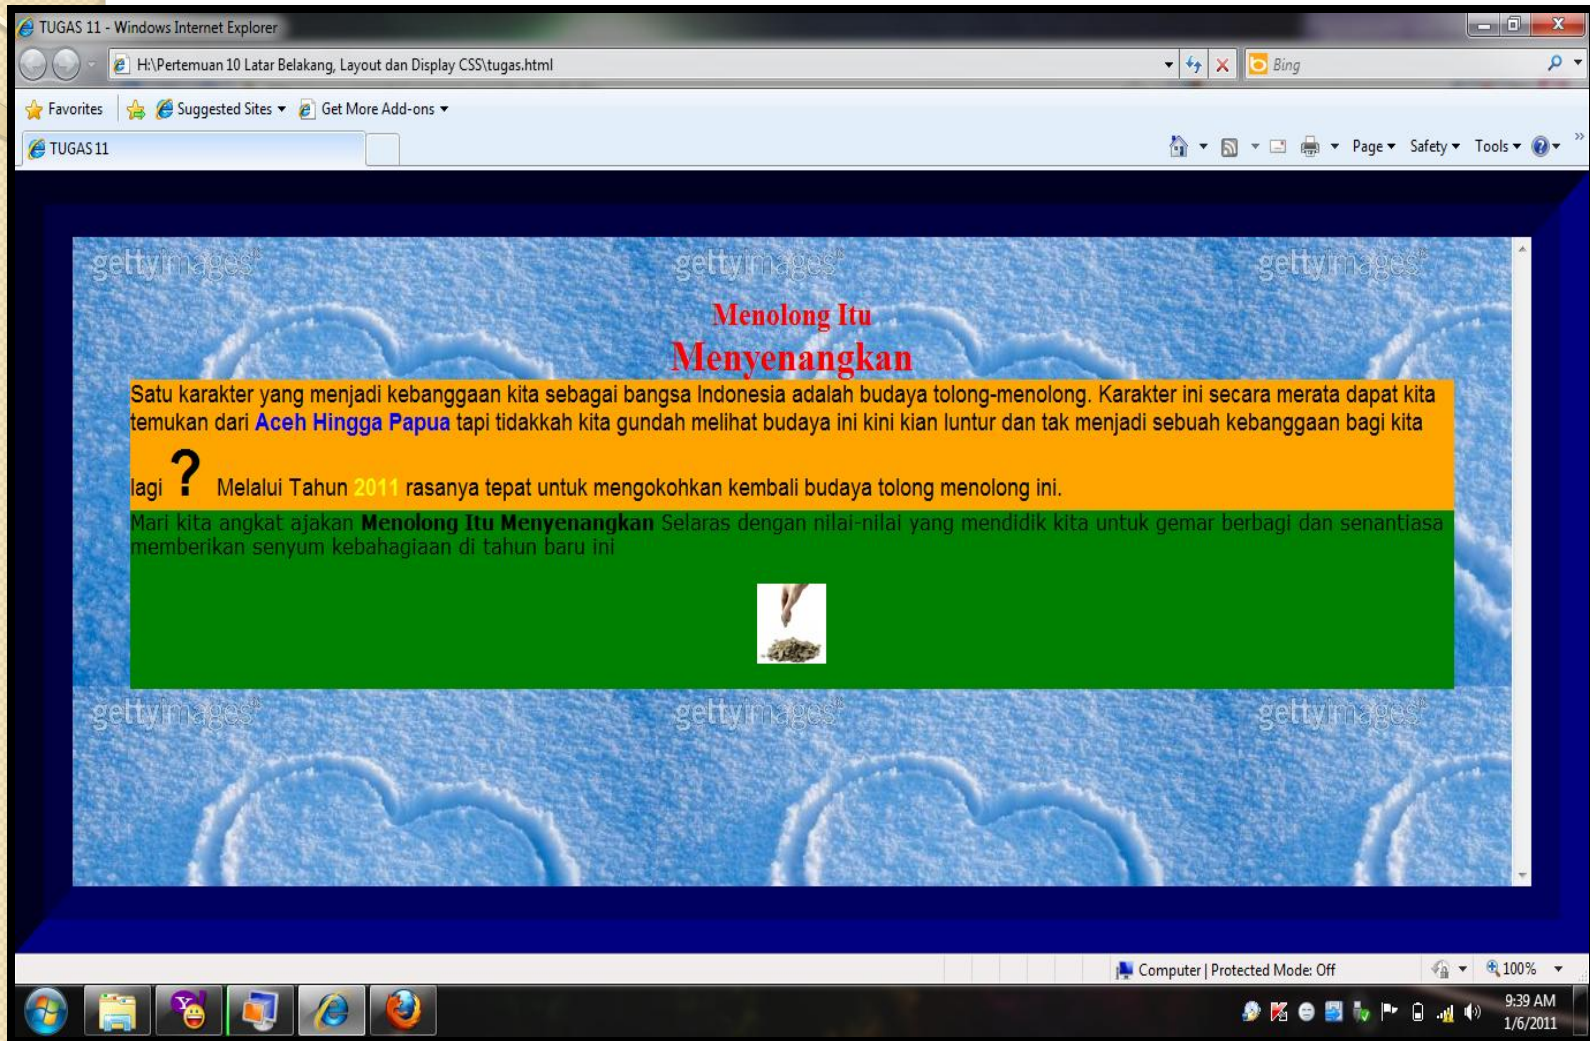 TUGAS 11 - Windows Internet Explorer
H:\Pertemuan 10 Latar Belakang, Layout dan Display CSS\tugas.html
Bing
Favorites Suggested Sites Get More Add-ons
TUGAS 11
Page Safety Tools
gettyimages® gettyimages® gettyimages®
Menolong Itu
Menyenangkan
Satu karakter yang menjadi kebanggaan kita sebagai bangsa Indonesia adalah budaya tolong-menolong. Karakter ini secara merata dapat kita
temukan dari Aceh Hingga Papua tapi tidakkah kita gundah melihat budaya ini kini kian luntur dan tak menjadi sebuah kebanggaan bagi kita
lagi ? Melalui Tahun 2011 rasanya tepat untuk mengokohkan kembali budaya tolong menolong ini.
Mari kita angkat ajakan Menolong Itu Menyenangkan Selaras dengan nilai-nilai yang mendidik kita untuk gemar berbagi dan senantiasa
memberikan senyum kebahagiaan di tahun baru ini
gettyimages® gettyimages® gettyimages®
Computer | Protected Mode: Off 100%
9:39 AM
1/6/2011